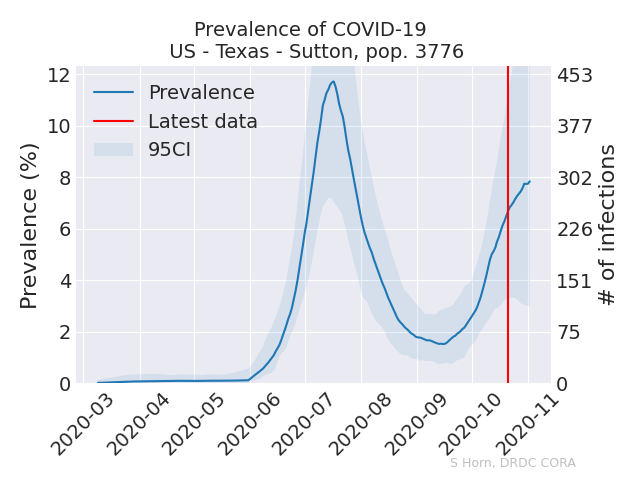 Prevalence of COVID-19
US - Texas - Sutton, pop. 3776
Prevalence (%)
12
10
8
6
4
2
0
Prevalence
Latest data
95CI
453
377
302
226
151
75
0
# of infections
2020-03
2020-04
2020-05
2020-06
2020-07
2020-08
2020-09
2020-10
2020-11
S Horn, DRDC CORA